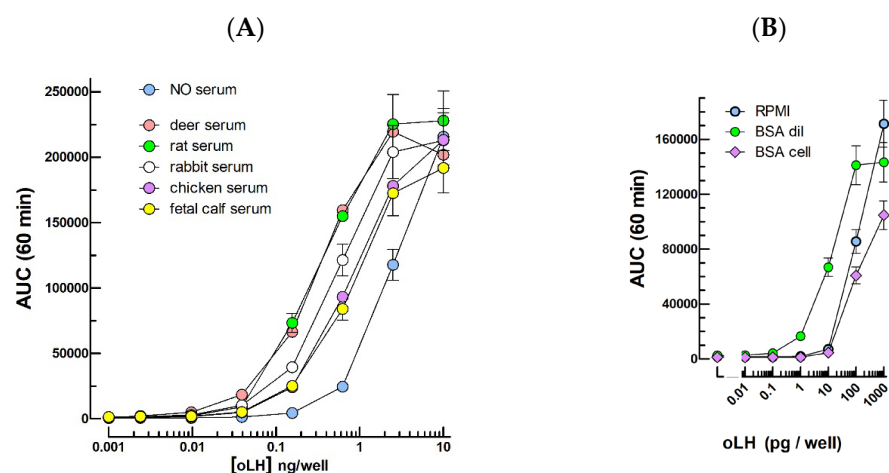 (A)
(B)
AUC (60 min)
250000
200000
150000
100000
50000
0
NO serum
deer serum
rat serum
rabbit serum
chicken serum
fetal calf serum
0.001
0.01
0.1
1
10
[oLH] ng/well
AUC (60 min)
160000
120000
80000
40000
0
RPMI
BSA dil
BSA cell
0.01
0.1
1
10
100
1000
oLH (pg / well)